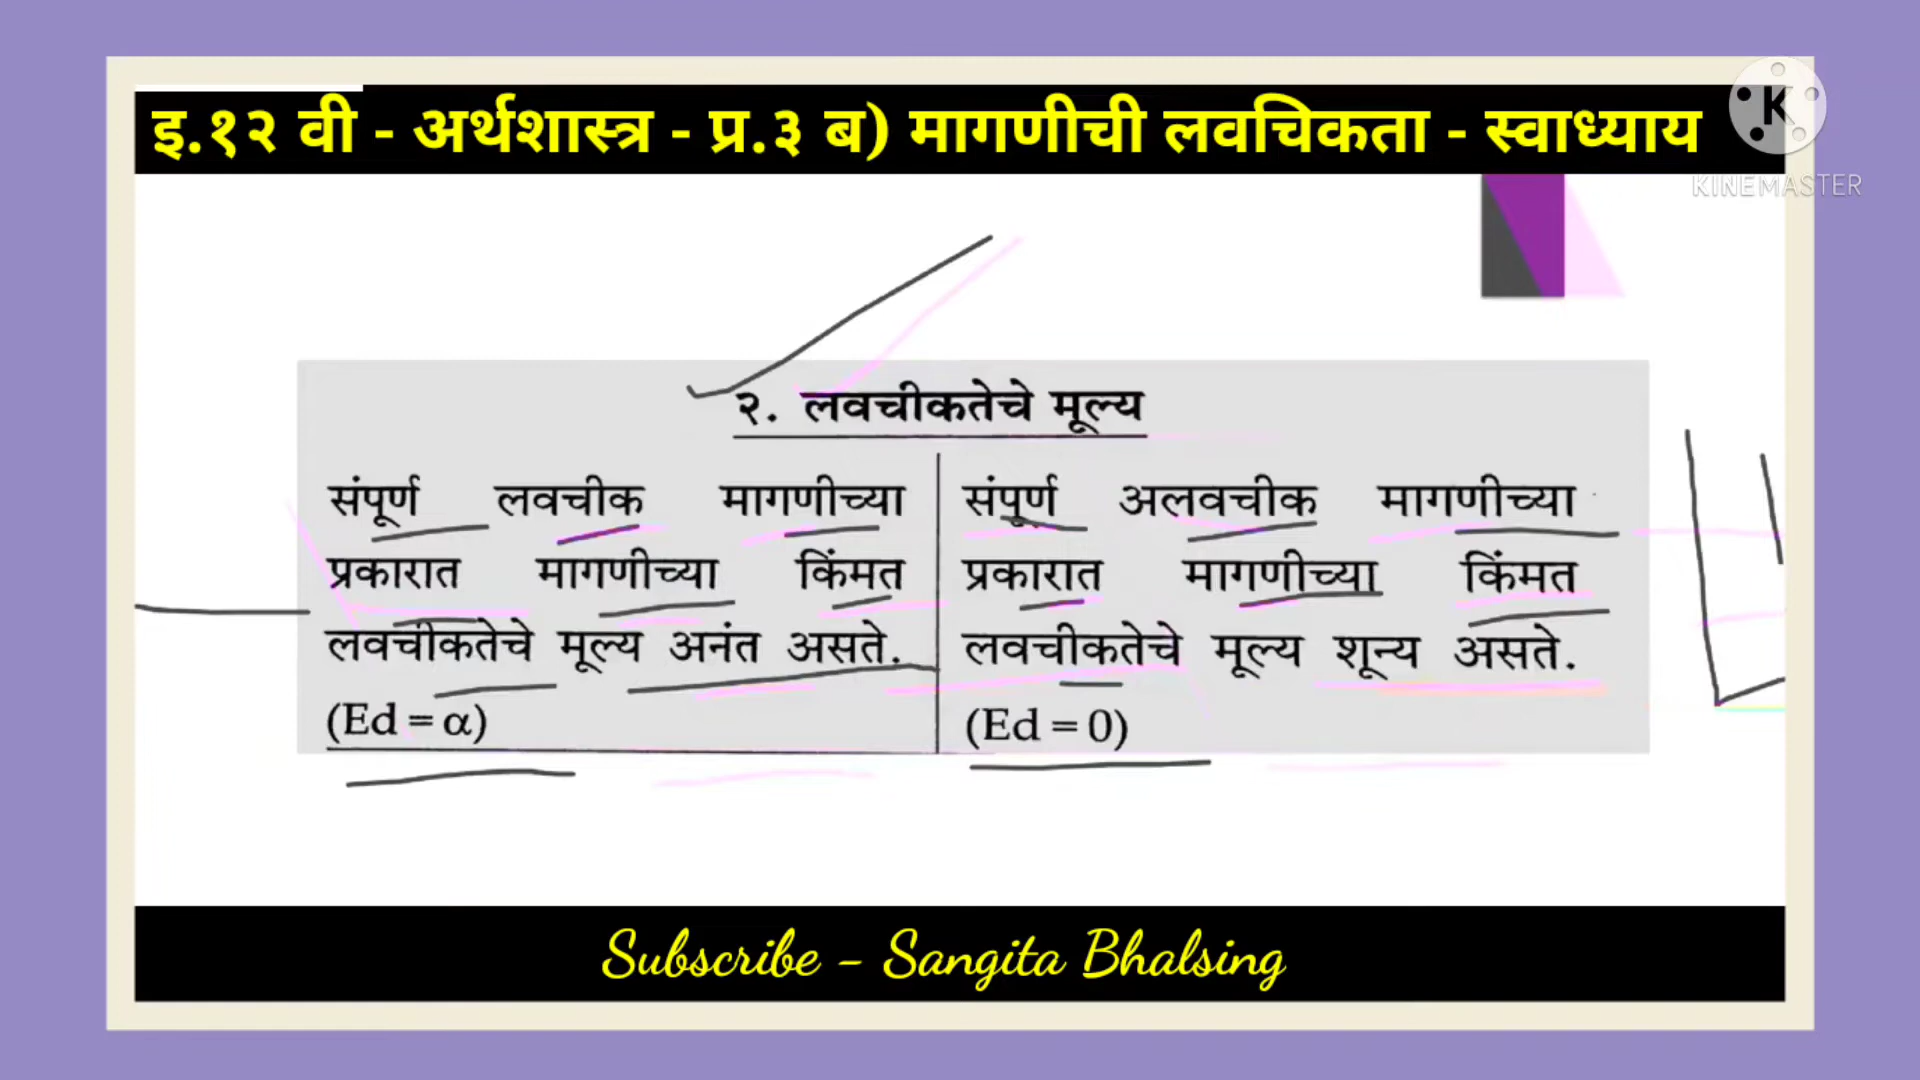 इ.१२ वी - अर्थशास्त्र - प्र.३ ब) मागणीची लवचिकता - स्वाध्याय
K
KINEMASTER
२. लवचीकतेचे मूल्य
संपूर्ण लवचीक मागणीच्या
प्रकारात मागणीच्या किंमत
लवचीकतेचे मूल्य अनंत असते.
(Ed = α)
संपूर्ण अलवचीक मागणीच्या
प्रकारात मागणीच्या किंमत
लवचीकतेचे मूल्य शून्य असते.
(Ed = 0)
Subscribe - Sangita Bhalsing